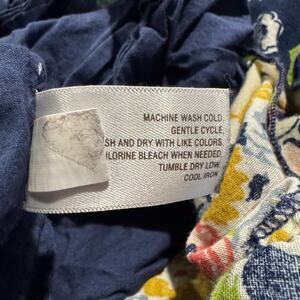 MACHINE WASH COLD,
GENTLE CYCLE,
SH AND DRY WITH LIKE COLORS,
LORINE BLEACH WHEN NEEDED,
TUMBLE DRY LOW,
COOL IRON